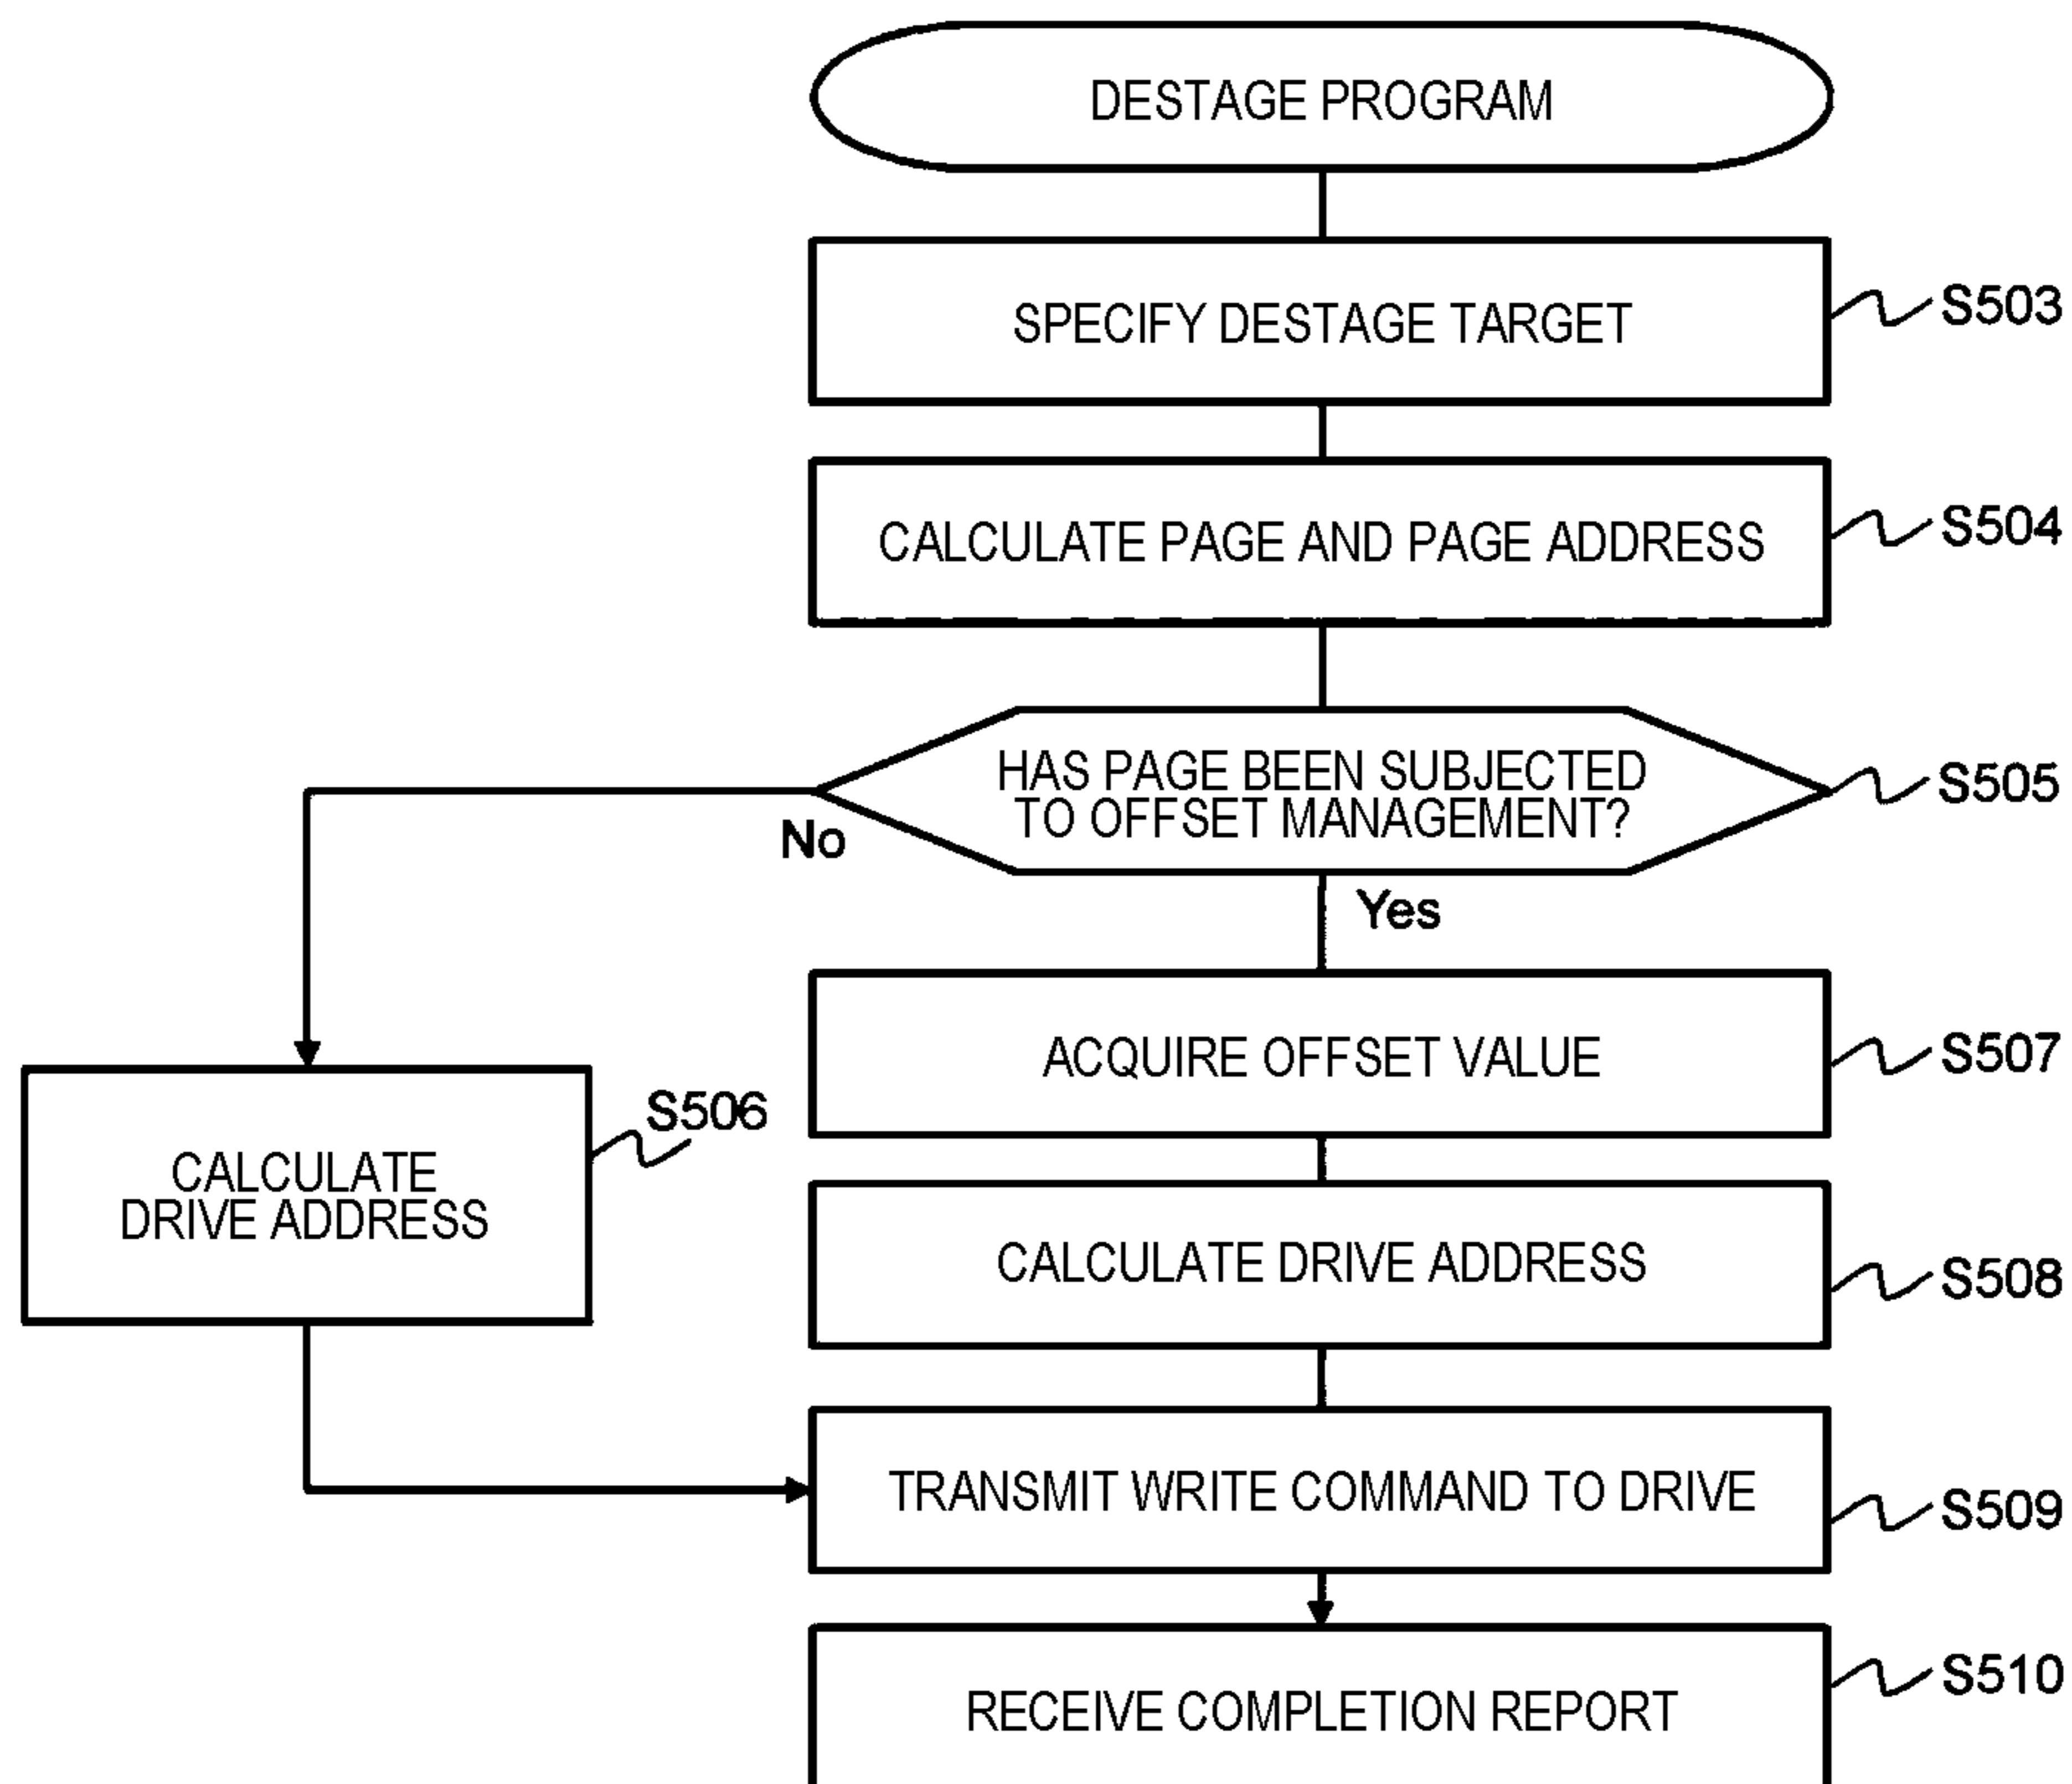 DESTAGE PROGRAM
SPECIFY DESTAGE TARGET
S503
CALCULATE PAGE AND PAGE ADDRESS
S504
HAS PAGE BEEN SUBJECTED
TO OFFSET MANAGEMENT?
S505
No
Yes
ACQUIRE OFFSET VALUE
S507
S506
CALCULATE
DRIVE ADDRESS
CALCULATE DRIVE ADDRESS
S508
TRANSMIT WRITE COMMAND TO DRIVE
S509
RECEIVE COMPLETION REPORT
S510